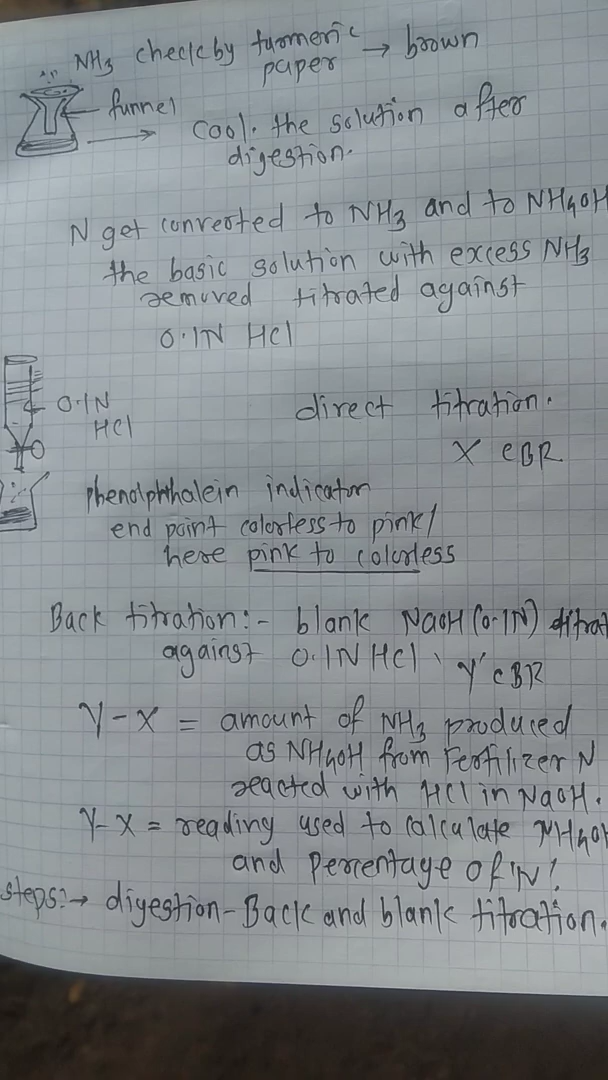 NH3 check by turmeric
paper → brown
funnel
→ cool. the solution after
digestion.
N get converted to NH3 and to NH4OH
the basic solution with excess NH3
removed titrated against
0.1N HCl
0.1N
HCl
direct titration.
X CBR
phenolphthalein indicator
end point colorless to pink/
here pink to colorless
Back titration:- blank NaOH (0.1N) titrat
against 0.1N HCl. 'Y' CBR
Y-X = amount of NH3 produced
as NH4OH from Fertilizer N
reacted with HCl in NaOH.
Y-X = reading used to calculate NH4OH
and Percentage of 'N'.
steps:→ digestion-Back and blank titration.